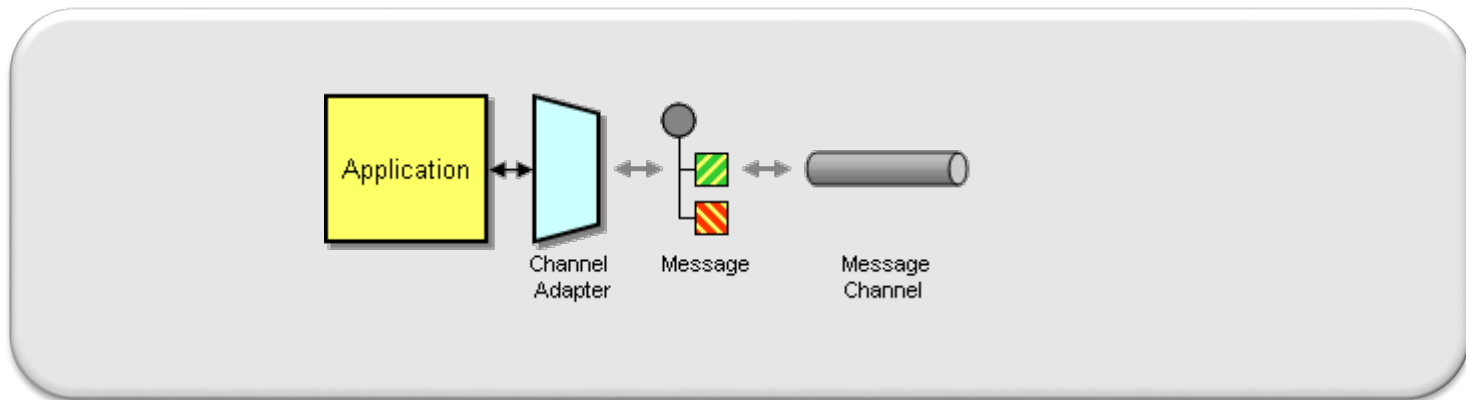 Application
Channel
Adapter
Message
Message
Channel